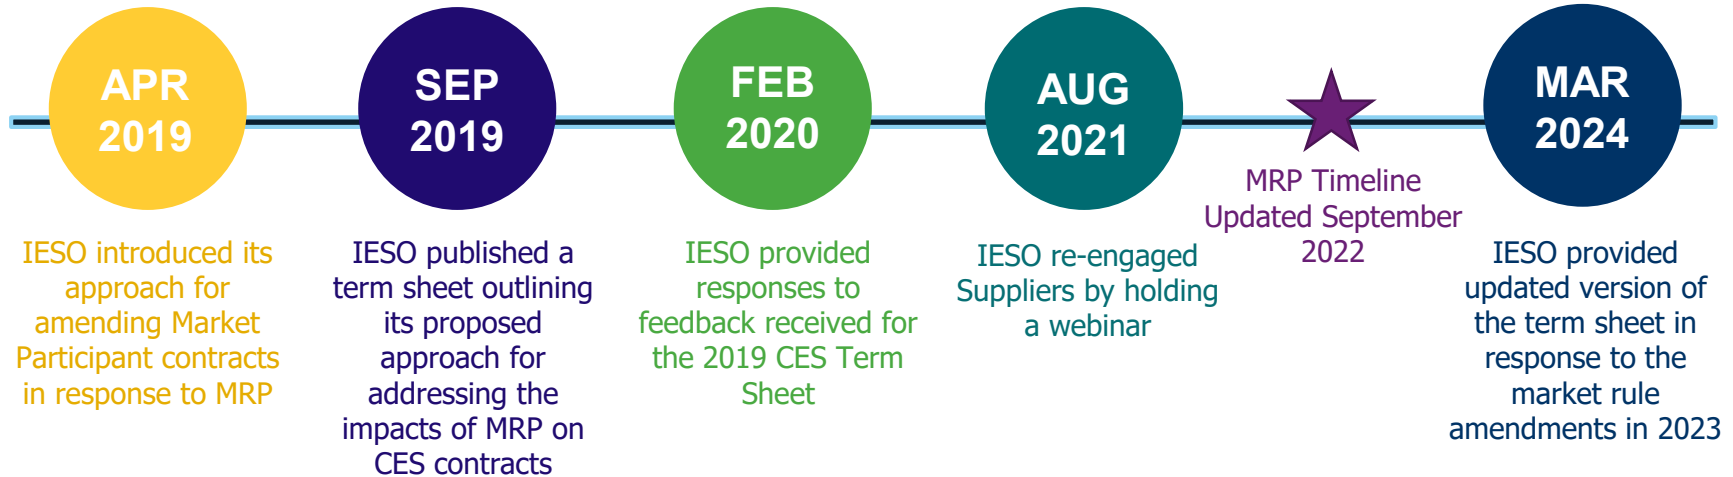 APR
2019
IESO introduced its
approach for
amending Market
Participant contracts
in response to MRP
SEP
2019
IESO published a
term sheet outlining
its proposed
approach for
addressing the
impacts of MRP on
CES contracts
FEB
2020
IESO provided
responses to
feedback received for
the 2019 CES Term
Sheet
AUG
2021
IESO re-engaged
Suppliers by holding
a webinar
MRP Timeline
Updated September
2022
MAR
2024
IESO provided
updated version of
the term sheet in
response to the
market rule
amendments in 2023